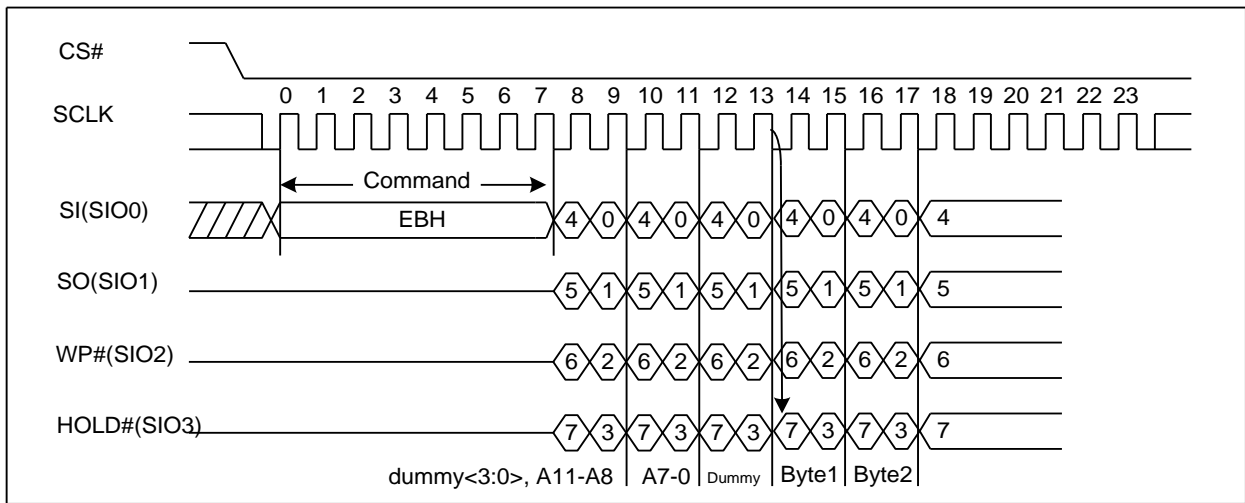 CS#
0 1 2 3 4 5 6 7 8 9 10 11 12 13 14 15 16 17 18 19 20 21 22 23
SCLK
Command
SI(SIO0) EBH 4 0 4 0 4 0 4 0 4 0 4
SO(SIO1) 5 1 5 1 5 1 5 1 5 1 5
WP#(SIO2) 6 2 6 2 6 2 6 2 6 2 6
HOLD#(SIO3) 7 3 7 3 7 3 7 3 7 3 7
dummy<3:0>, A11-A8 A7-0 Dummy Byte1 Byte2